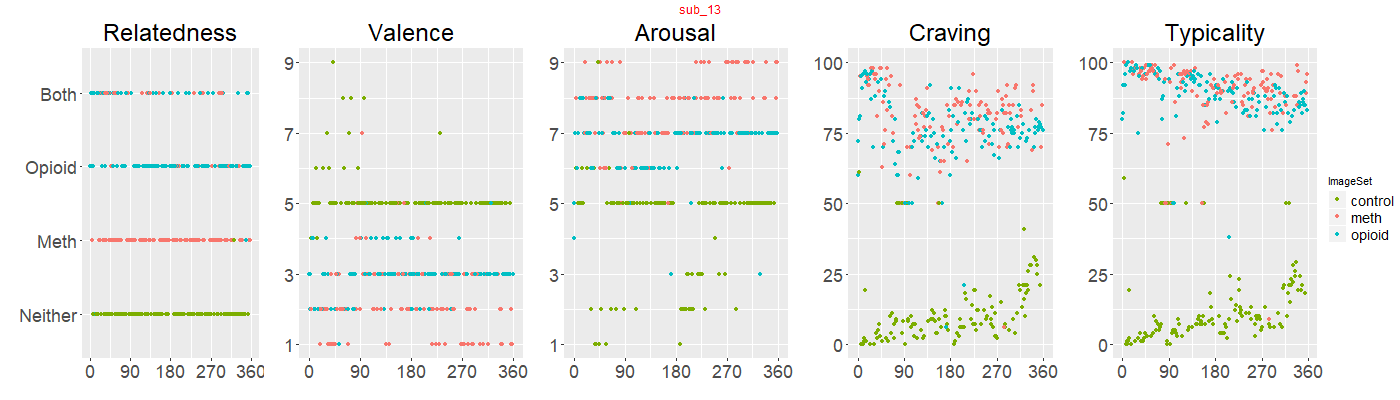 sub_13
Relatedness
Valence
Arousal
Craving
Typicality
Both
Opioid
Meth
Neither
0 90 180 270 360
9
7
5
3
1
0 90 180 270 360
9
7
5
3
1
0 90 180 270 360
100
75
50
25
0
0 90 180 270 360
100
75
50
25
0
0 90 180 270 360
ImageSet
control
meth
opioid